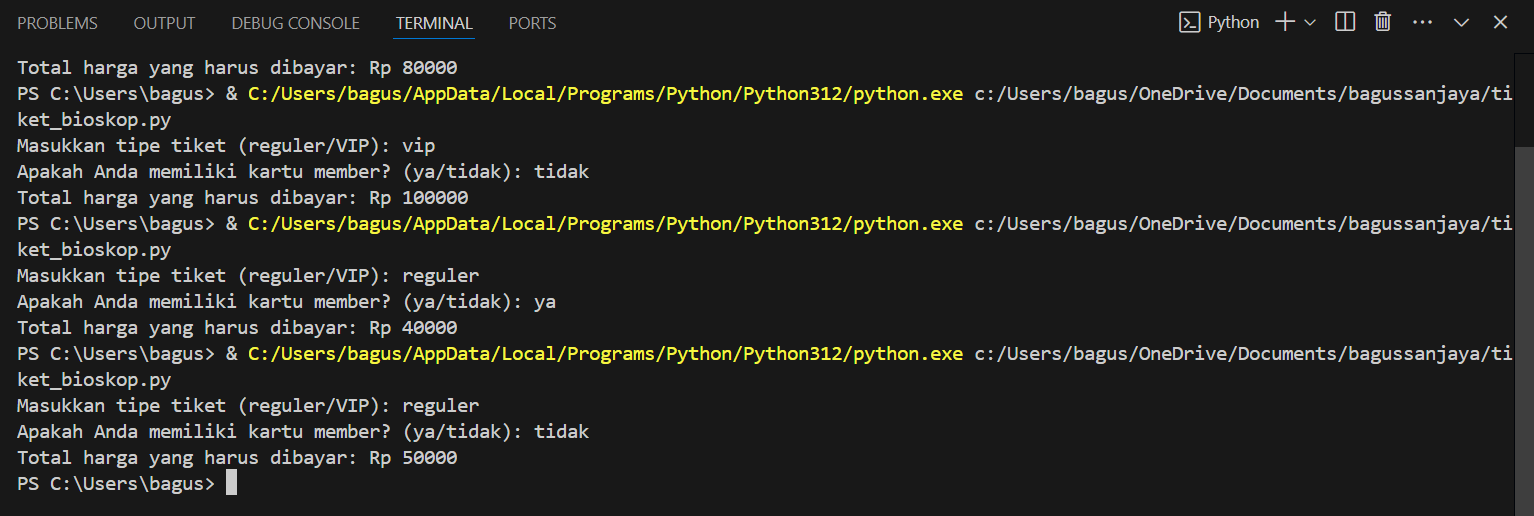 PROBLEMS OUTPUT DEBUG CONSOLE TERMINAL PORTS Python
Total harga yang harus dibayar: Rp 80000
PS C:\Users\bagus> & C:/Users/bagus/AppData/Local/Programs/Python/Python312/python.exe c:/Users/bagus/OneDrive/Documents/bagussanjaya/ti
ket_bioskop.py
Masukkan tipe tiket (reguler/VIP): vip
Apakah Anda memiliki kartu member? (ya/tidak): tidak
Total harga yang harus dibayar: Rp 100000
PS C:\Users\bagus> & C:/Users/bagus/AppData/Local/Programs/Python/Python312/python.exe c:/Users/bagus/OneDrive/Documents/bagussanjaya/ti
ket_bioskop.py
Masukkan tipe tiket (reguler/VIP): reguler
Apakah Anda memiliki kartu member? (ya/tidak): ya
Total harga yang harus dibayar: Rp 40000
PS C:\Users\bagus> & C:/Users/bagus/AppData/Local/Programs/Python/Python312/python.exe c:/Users/bagus/OneDrive/Documents/bagussanjaya/ti
ket_bioskop.py
Masukkan tipe tiket (reguler/VIP): reguler
Apakah Anda memiliki kartu member? (ya/tidak): tidak
Total harga yang harus dibayar: Rp 50000
PS C:\Users\bagus>